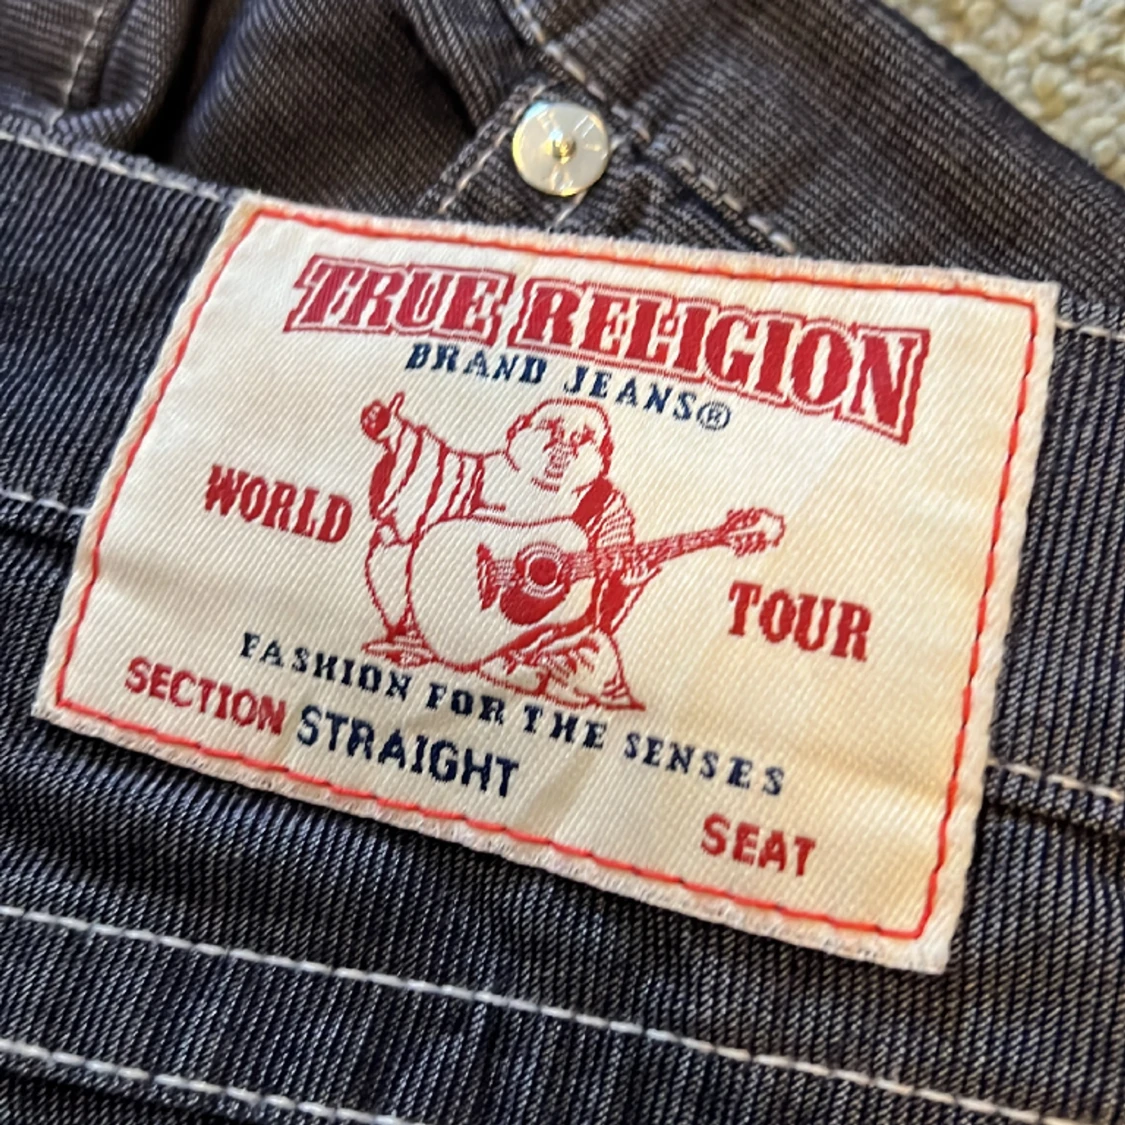 TRUE RELIGION
BRAND JEANS®
WORLD TOUR
FASHION FOR THE SENSES
SECTION STRAIGHT
SEAT